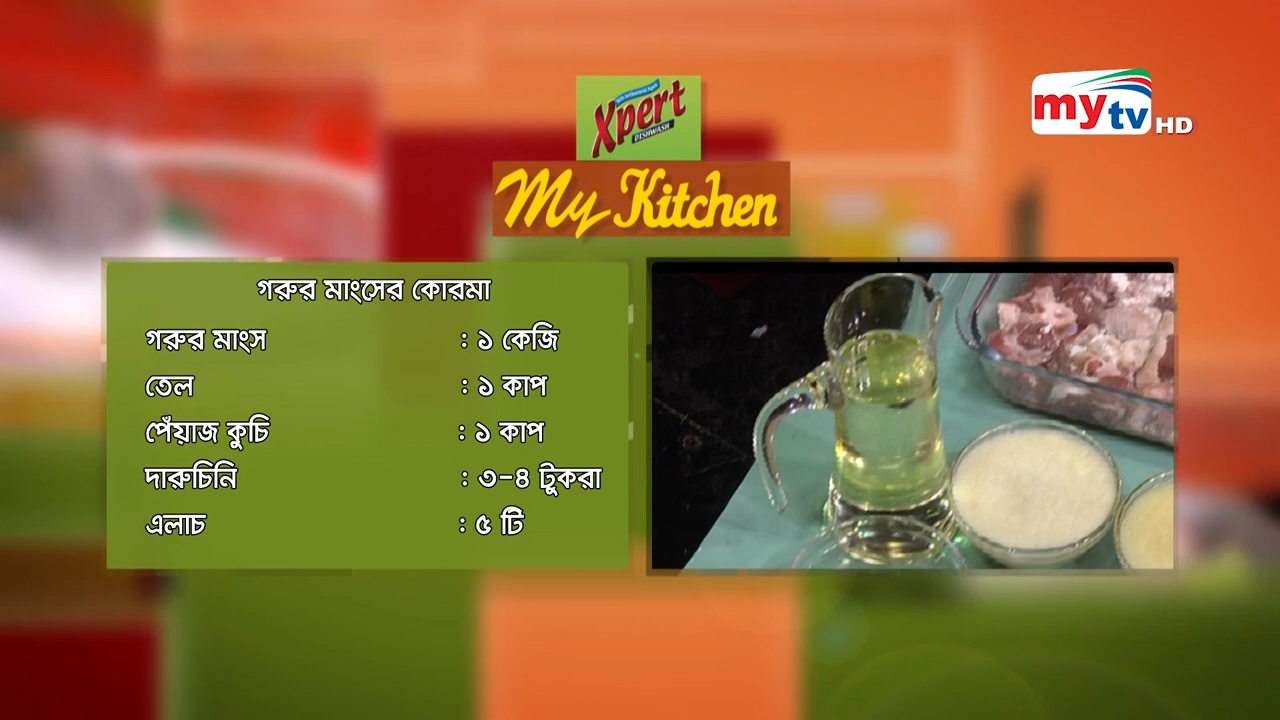 Xpert
DISHWASH
My Kitchen
mytv HD
গরুর মাংসের কোরমা
গরুর মাংস : ১ কেজি
তেল : ১ কাপ
পেঁয়াজ কুচি : ১ কাপ
দারুচিনি : ৩-৪ টুকরা
এলাচ : ৫ টি